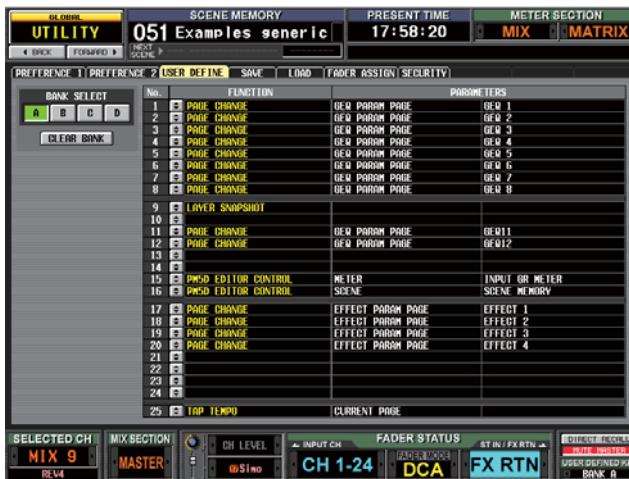 GLOBAL
UTILITY
BACK FORWARD
SCENE MEMORY
051 Examples generic
NEXT SCENE
PRESENT TIME
17:58:20
METER SECTION
MIX MATRIX
PREFERENCE 1 PREFERENCE 2 USER DEFINE SAVE LOAD FADER ASSIGN SECURITY
BANK SELECT
A B C D
CLEAR BANK
No. FUNCTION PARAMETERS
1 PAGE CHANGE GEQ PARAM PAGE GEQ 1
2 PAGE CHANGE GEQ PARAM PAGE GEQ 2
3 PAGE CHANGE GEQ PARAM PAGE GEQ 3
4 PAGE CHANGE GEQ PARAM PAGE GEQ 4
5 PAGE CHANGE GEQ PARAM PAGE GEQ 5
6 PAGE CHANGE GEQ PARAM PAGE GEQ 6
7 PAGE CHANGE GEQ PARAM PAGE GEQ 7
8 PAGE CHANGE GEQ PARAM PAGE GEQ 8
9 LAYER SNAPSHOT
10
11 PAGE CHANGE GEQ PARAM PAGE GEQ11
12 PAGE CHANGE GEQ PARAM PAGE GEQ12
13
14
15 PM5D EDITOR CONTROL METER INPUT GR METER
16 PM5D EDITOR CONTROL SCENE SCENE MEMORY
17 PAGE CHANGE EFFECT PARAM PAGE EFFECT 1
18 PAGE CHANGE EFFECT PARAM PAGE EFFECT 2
19 PAGE CHANGE EFFECT PARAM PAGE EFFECT 3
20 PAGE CHANGE EFFECT PARAM PAGE EFFECT 4
21
22
23
24
25 TAP TEMPO CURRENT PAGE
SELECTED CH
MIX 9
REV4
MIX SECTION
MASTER
CH LEVEL
Simo
FADER STATUS
INPUT CH
CH 1-24
FADER MODE
DCA
ST IN / FX RTN
FX RTN
DIRECT RECALL
MUTE MASTER
USER DEFINED KE
BANK A